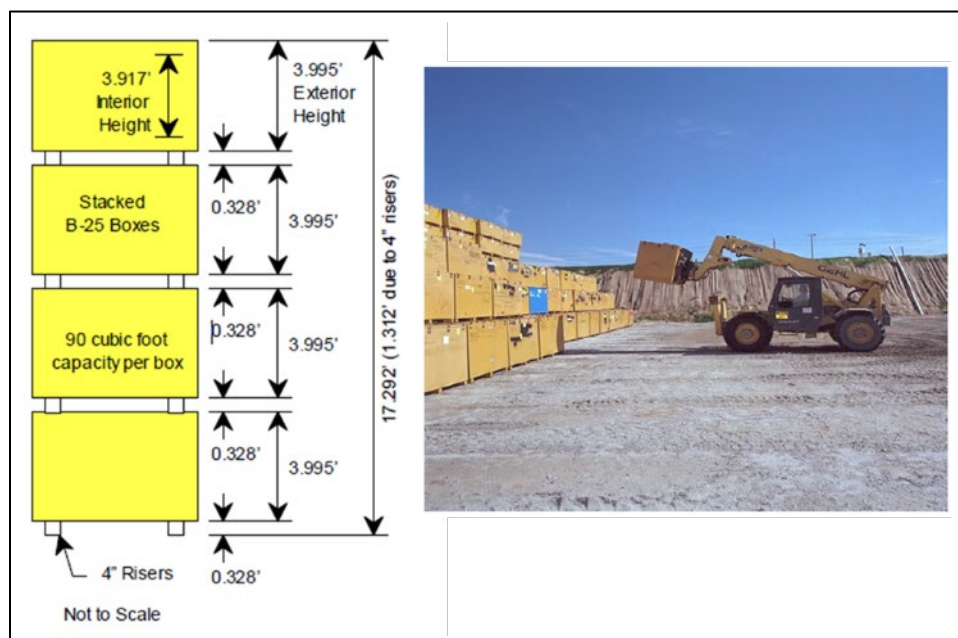 3.917'
Interior
Height
3.995'
Exterior
Height
0.328'
Stacked
B-25 Boxes
3.995'
0.328'
90 cubic foot
capacity per box
3.995'
0.328'
3.995'
17.292' (1.312' due to 4" risers)
0.328'
4" Risers
Not to Scale
GEHL